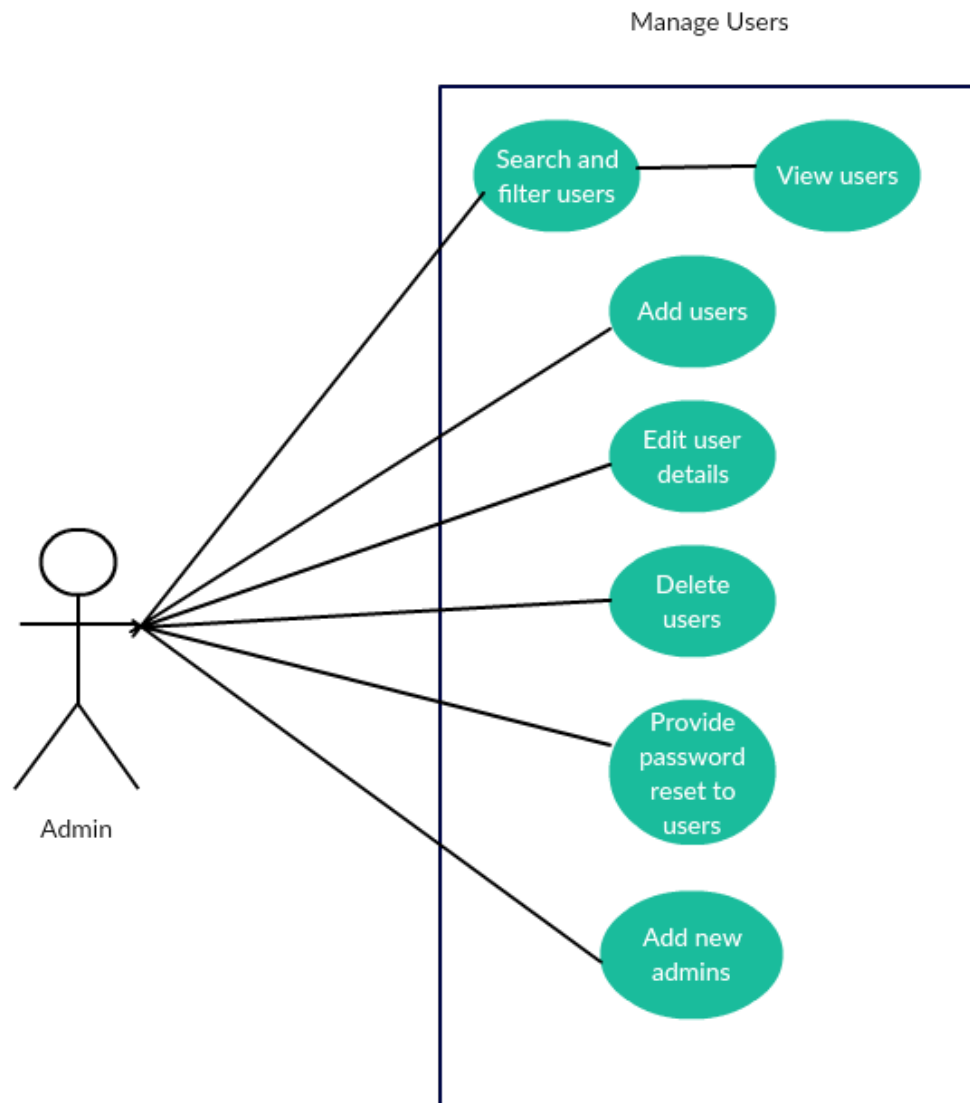 Manage Users
Search and
filter users
View users
Add users
Edit user
details
Delete
users
Provide
password
reset to
users
Admin
Add new
admins